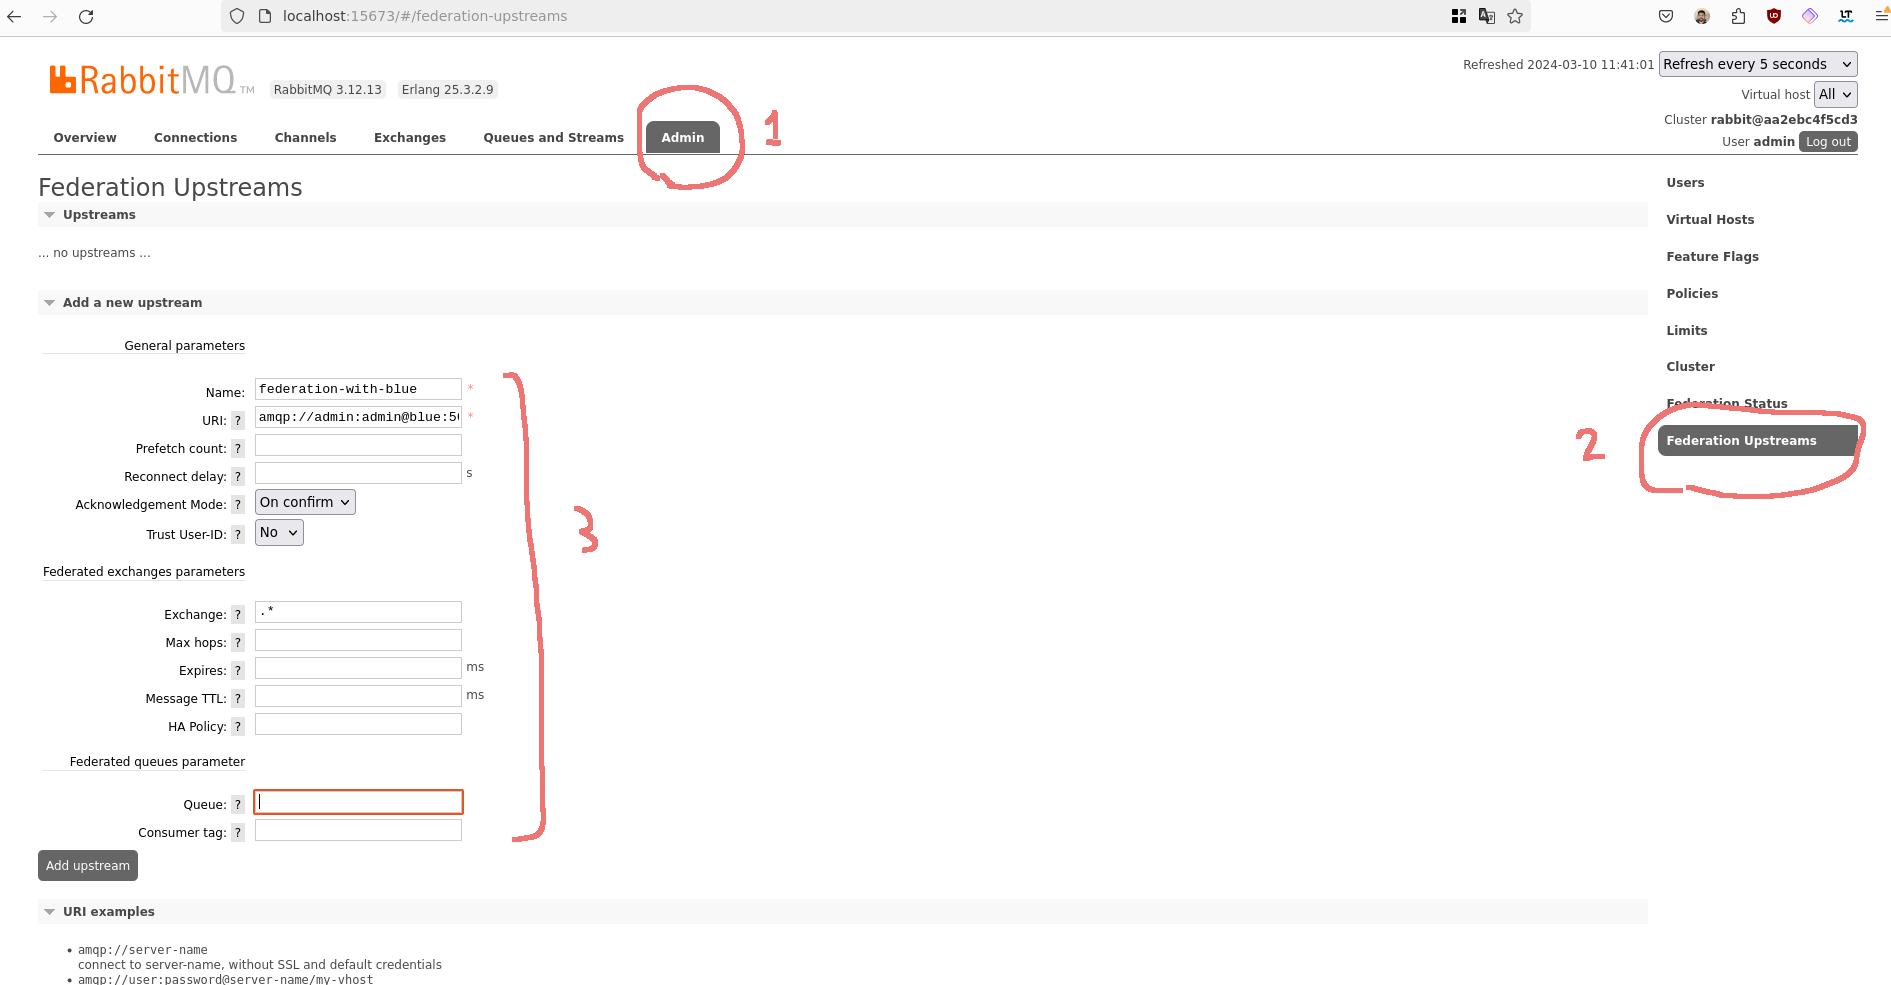 localhost:15673/#/federation-upstreams
RabbitMQ TM
RabbitMQ 3.12.13 Erlang 25.3.2.9
Refreshed 2024-03-10 11:41:01 Refresh every 5 seconds
Virtual host All
Cluster rabbit@aa2ebc4f5cd3
User admin Log out
Overview Connections Channels Exchanges Queues and Streams Admin 1
Federation Upstreams
Upstreams
... no upstreams ...
Add a new upstream
General parameters
Name: federation-with-blue *
URI: ? amqp://admin:admin@blue:5 *
Prefetch count: ?
Reconnect delay: ? s
Acknowledgement Mode: ? On confirm
Trust User-ID: ? No
3
Federated exchanges parameters
Exchange: ? .*
Max hops: ?
Expires: ? ms
Message TTL: ? ms
HA Policy: ?
Federated queues parameter
Queue: ?
Consumer tag: ?
Add upstream
URI examples
• amqp://server-name
connect to server-name, without SSL and default credentials
• amqp://user:password@server-name/my-vhost
Users
Virtual Hosts
Feature Flags
Policies
Limits
Cluster
Federation Status
2 Federation Upstreams